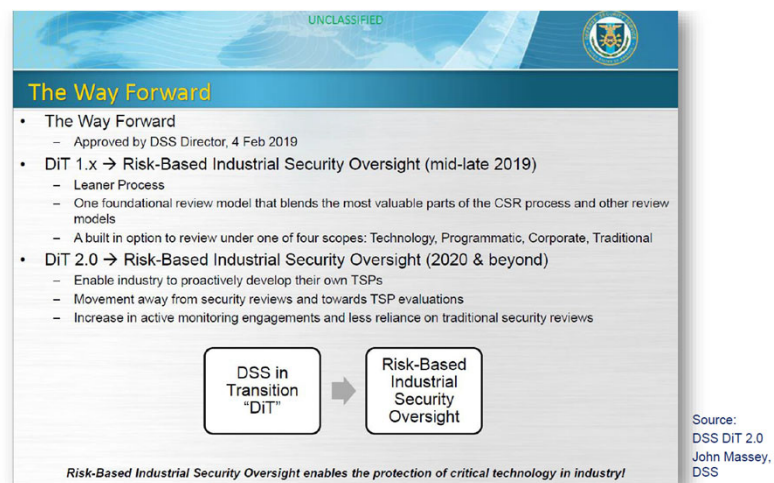 UNCLASSIFIED
The Way Forward
• The Way Forward
– Approved by DSS Director, 4 Feb 2019
• DiT 1.x → Risk-Based Industrial Security Oversight (mid-late 2019)
– Leaner Process
– One foundational review model that blends the most valuable parts of the CSR process and other review
models
– A built in option to review under one of four scopes: Technology, Programmatic, Corporate, Traditional
• DiT 2.0 → Risk-Based Industrial Security Oversight (2020 & beyond)
– Enable industry to proactively develop their own TSPs
– Movement away from security reviews and towards TSP evaluations
– Increase in active monitoring engagements and less reliance on traditional security reviews
DSS in
Transition
“DiT”
Risk-Based
Industrial
Security
Oversight
Risk-Based Industrial Security Oversight enables the protection of critical technology in industry!
Source:
DSS DiT 2.0
John Massey,
DSS